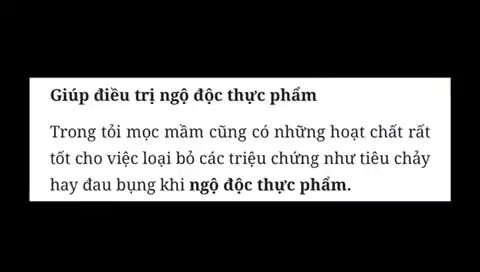 Giúp điều trị ngộ độc thực phẩm
Trong tỏi mọc mầm cũng có những hoạt chất rất
tốt cho việc loại bỏ các triệu chứng như tiêu chảy
hay đau bụng khi ngộ độc thực phẩm.